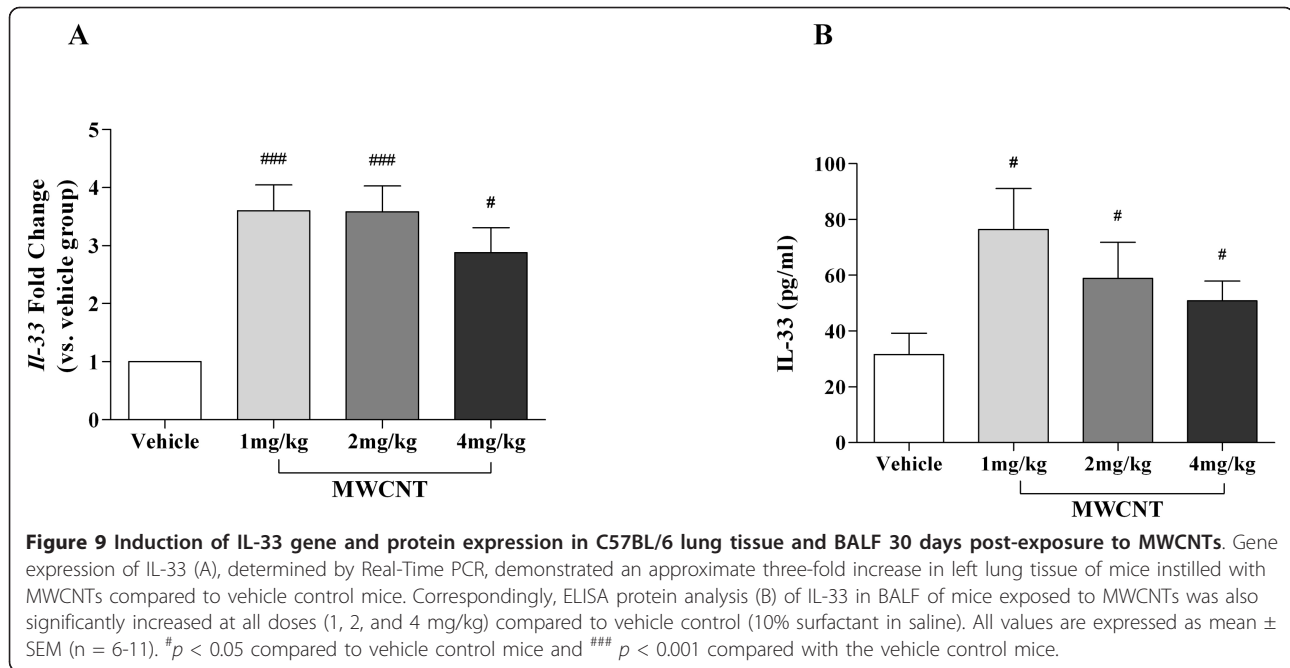 A
B
5
4
3
2
1
0
Il-33 Fold Change
(vs. vehicle group)
###
###
#
Vehicle
1mg/kg
2mg/kg
4mg/kg
MWCNT
100
80
60
40
20
0
IL-33 (pg/ml)
#
#
#
Vehicle
1mg/kg
2mg/kg
4mg/kg
MWCNT
Figure 9 Induction of IL-33 gene and protein expression in C57BL/6 lung tissue and BALF 30 days post-exposure to MWCNTs. Gene
expression of IL-33 (A), determined by Real-Time PCR, demonstrated an approximate three-fold increase in left lung tissue of mice instilled with
MWCNTs compared to vehicle control mice. Correspondingly, ELISA protein analysis (B) of IL-33 in BALF of mice exposed to MWCNTs was also
significantly increased at all doses (1, 2, and 4 mg/kg) compared to vehicle control (10% surfactant in saline). All values are expressed as mean ±
SEM (n = 6-11). #p < 0.05 compared to vehicle control mice and ### p < 0.001 compared with the vehicle control mice.